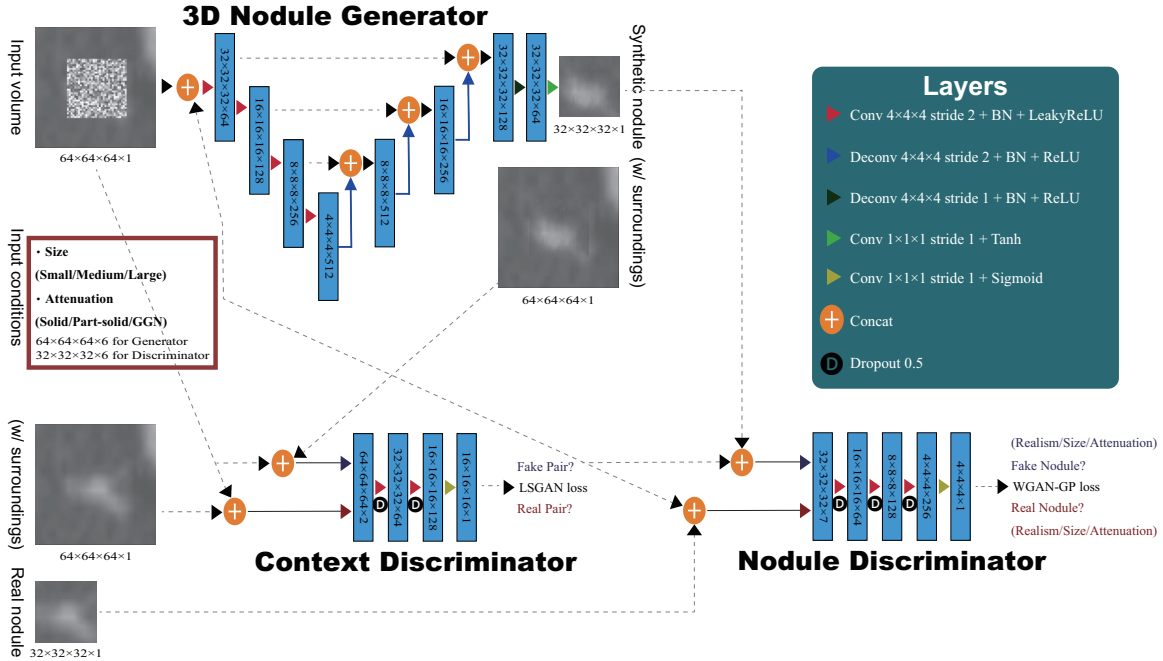 3D Nodule Generator
Input volume
64×64×64×1
32×32×32×64
16×16×16×128
8×8×8×256
4×4×4×512
8×8×8×512
16×16×16×256
32×32×32×128
32×32×32×64
32×32×32×1
Synthetic nodule (w/ surroundings)
64×64×64×1
Layers
Conv 4×4×4 stride 2 + BN + LeakyReLU
Deconv 4×4×4 stride 2 + BN + ReLU
Deconv 4×4×4 stride 1 + BN + ReLU
Conv 1×1×1 stride 1 + Tanh
Conv 1×1×1 stride 1 + Sigmoid
Concat
D Dropout 0.5
Input conditions
· Size
(Small/Medium/Large)
· Attenuation
(Solid/Part-solid/GGN)
64×64×64×6 for Generator
32×32×32×6 for Discriminator
Real nodule (w/ surroundings)
64×64×64×1
32×32×32×1
64×64×64×2
32×32×32×64
16×16×16×128
16×16×16×1
D
D
Fake Pair?
LSGAN loss
Real Pair?
Context Discriminator
32×32×32×7
16×16×16×64
8×8×8×128
4×4×4×256
4×4×4×1
D
D
D
(Realism/Size/Attenuation)
Fake Nodule?
WGAN-GP loss
Real Nodule?
(Realism/Size/Attenuation)
Nodule Discriminator